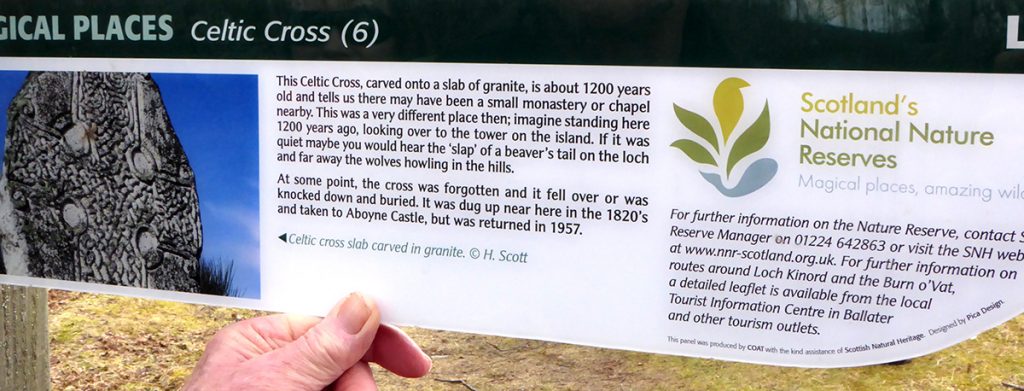 GICAL PLACES Celtic Cross (6)
This Celtic Cross, carved onto a slab of granite, is about 1200 years
old and tells us there may have been a small monastery or chapel
nearby. This was a very different place then; imagine standing here
1200 years ago, looking over to the tower on the island. If it was
quiet maybe you would hear the 'slap' of a beaver's tail on the loch
and far away the wolves howling in the hills.
At some point, the cross was forgotten and it fell over or was
knocked down and buried. It was dug up near here in the 1820's
and taken to Aboyne Castle, but was returned in 1957.
◄Celtic cross slab carved in granite. © H. Scott
L
Scotland's
National Nature
Reserves
Magical places, amazing wil
For further information on the Nature Reserve, contact S
Reserve Manager on 01224 642863 or visit the SNH web
at www.nnr-scotland.org.uk. For further information on
routes around Loch Kinord and the Burn o'Vat,
a detailed leaflet is available from the local
Tourist Information Centre in Ballater
and other tourism outlets.
This panel was produced by COAT with the kind assistance of Scottish Natural Heritage. Designed by Pica Design.